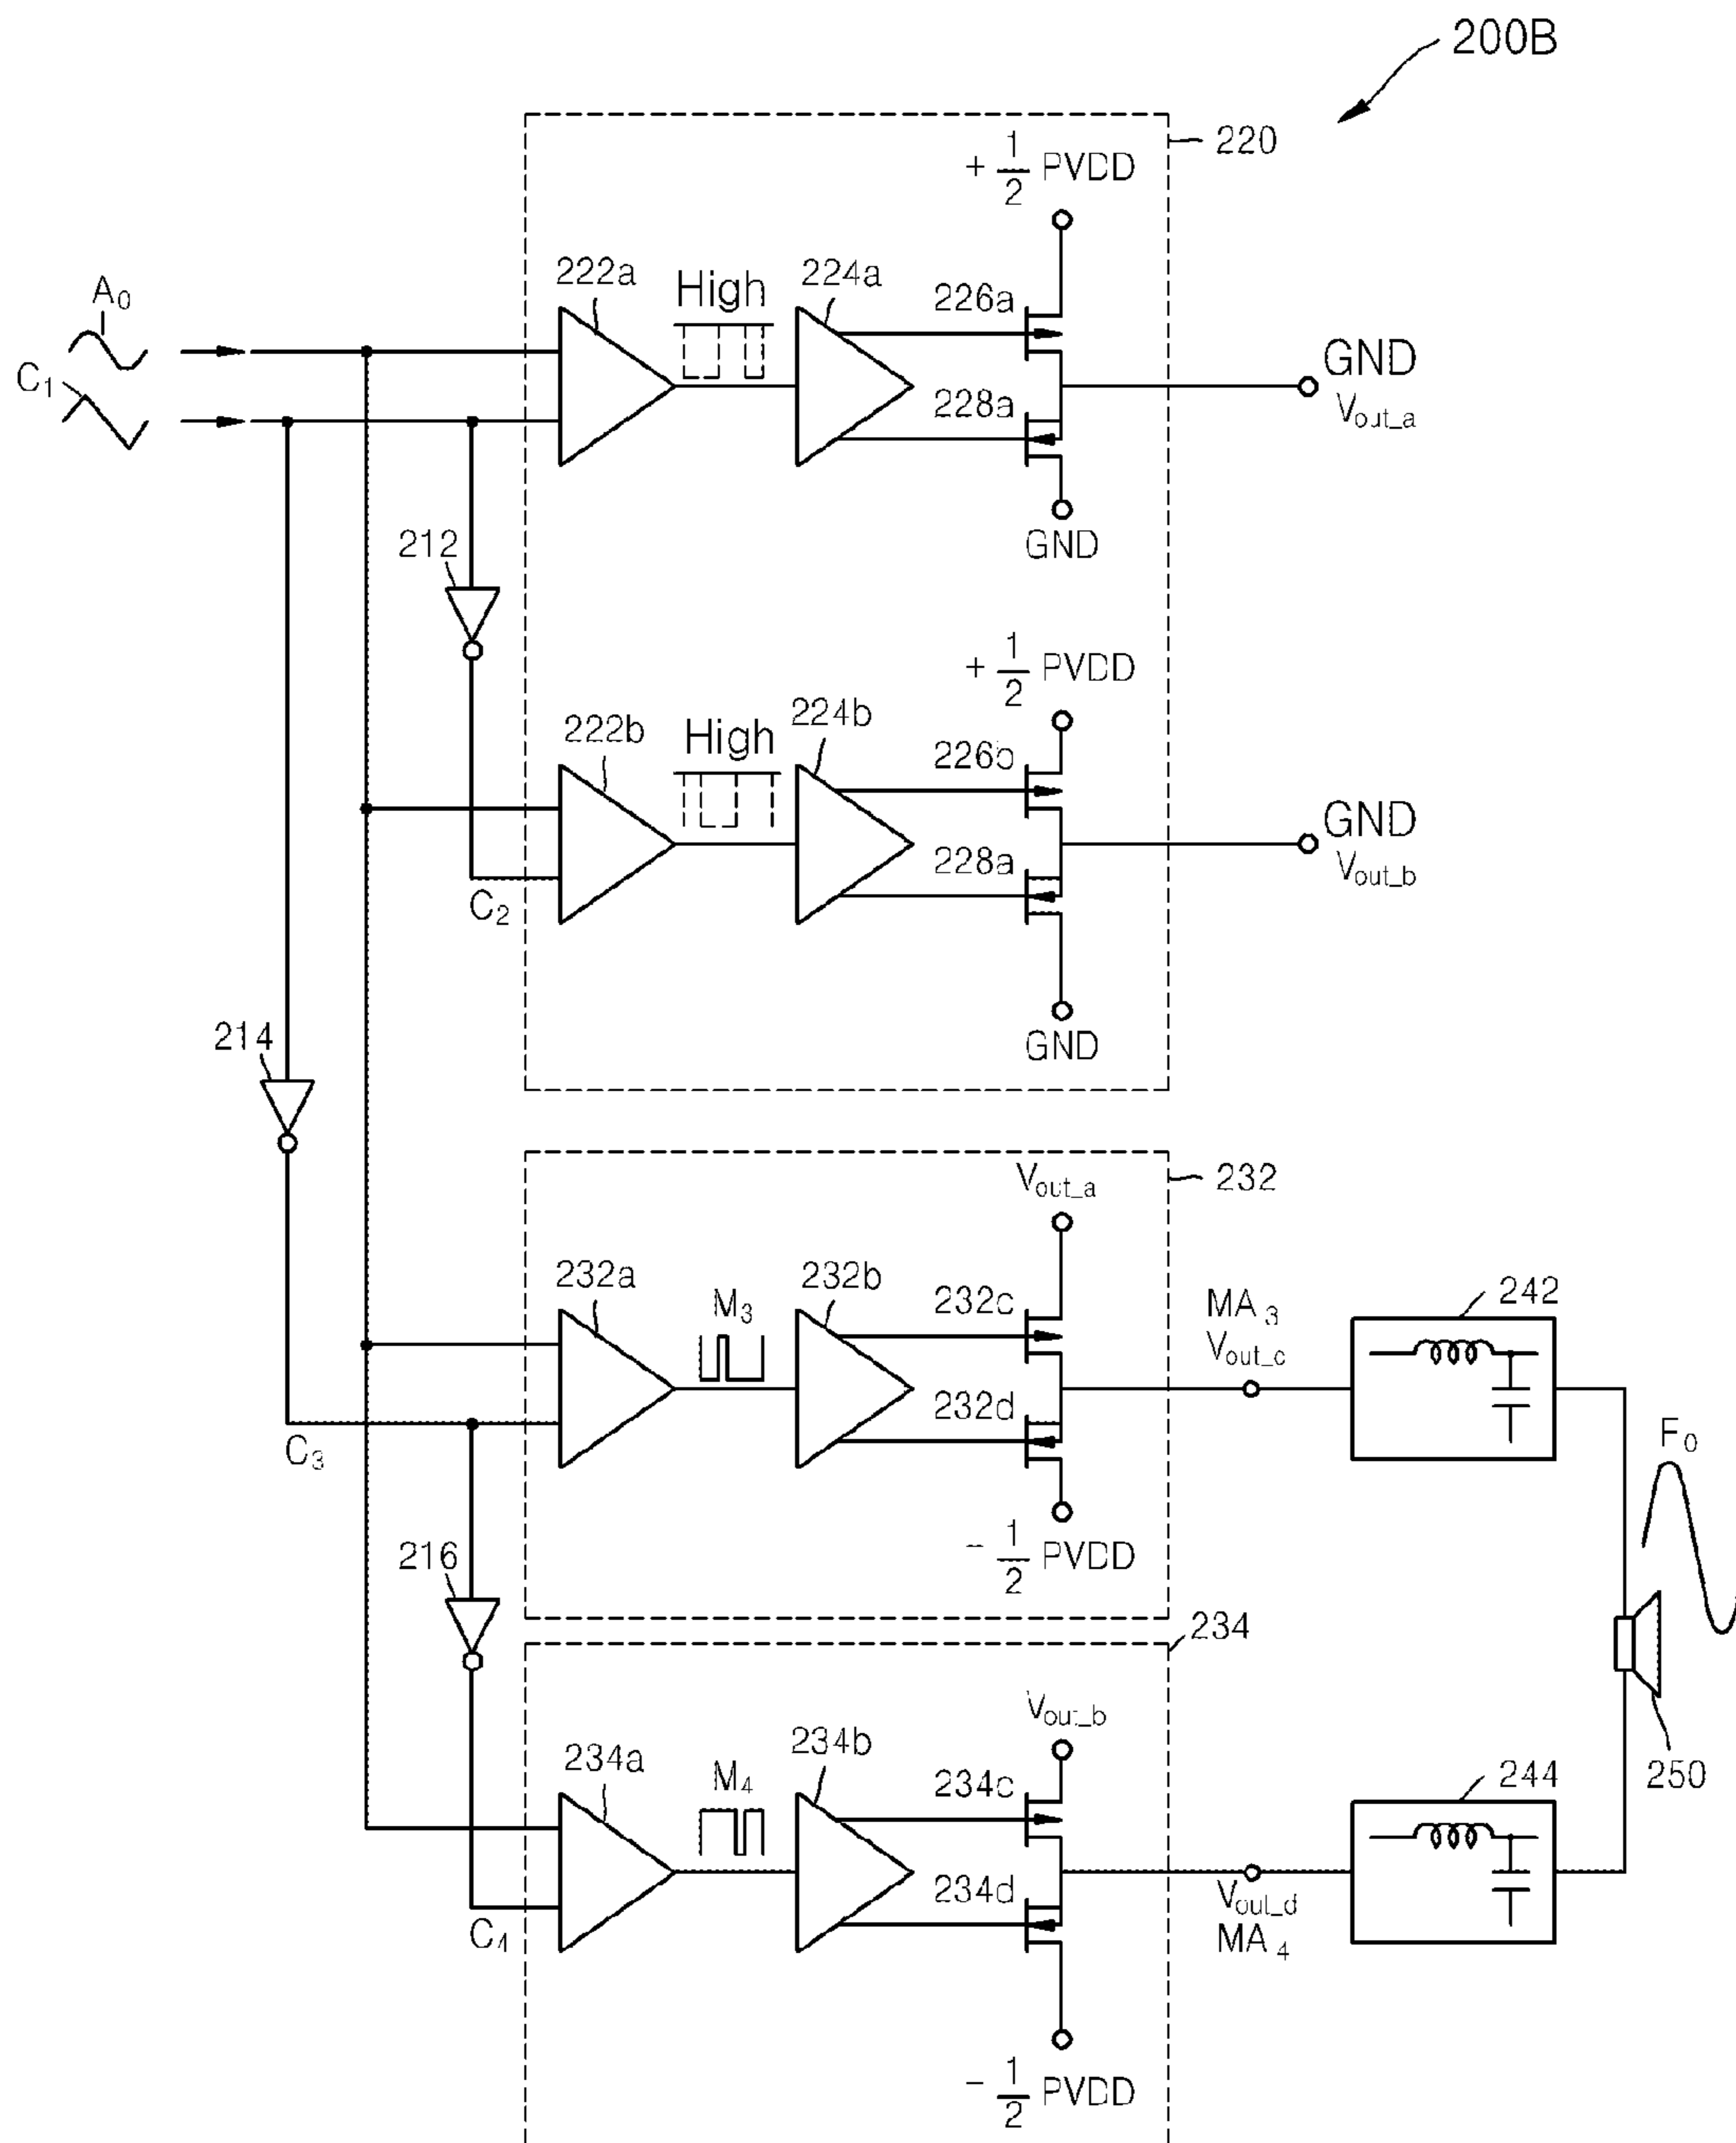 200B
220
+ 1/2 PVDD
A0
C1
222a
High
224a
226a
228a
GND
Vout_a
GND
212
+ 1/2 PVDD
222b
High
224b
226b
228a
GND
Vout_b
C2
GND
214
232
Vout_a
232a
M3
232b
232c
232d
MA3
Vout_c
242
C3
- 1/2 PVDD
F0
216
234
Vout_b
234a
M4
234b
234c
234d
250
244
Vout_d
MA4
C4
- 1/2 PVDD